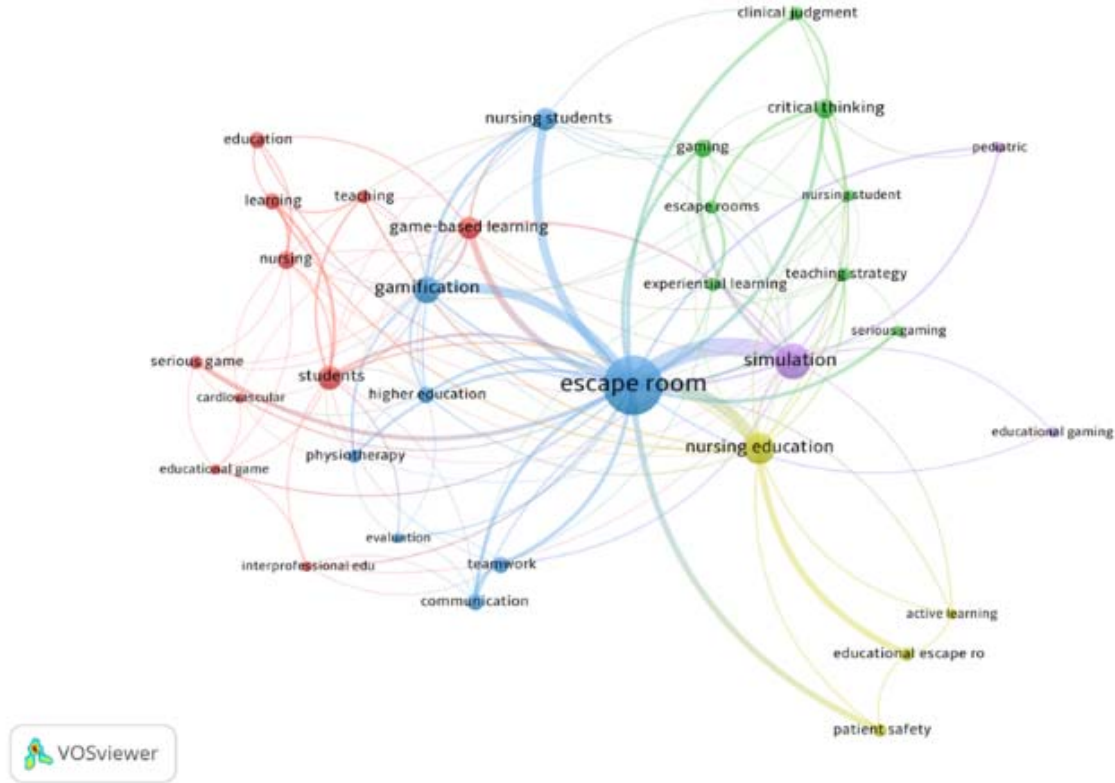 clinical judgment
critical thinking
nursing students
education
gaming
pediatric
learning
teaching
escape rooms
nursing student
game-based learning
nursing
gamification
experiential learning
teaching strategy
serious gaming
serious game
students
simulation
cardiovascular
higher education
escape room
educational gaming
nursing education
physiotherapy
educational game
evaluation
interprofessional edu
teamwork
communication
active learning
educational escape ro
patient safety
VOSviewer